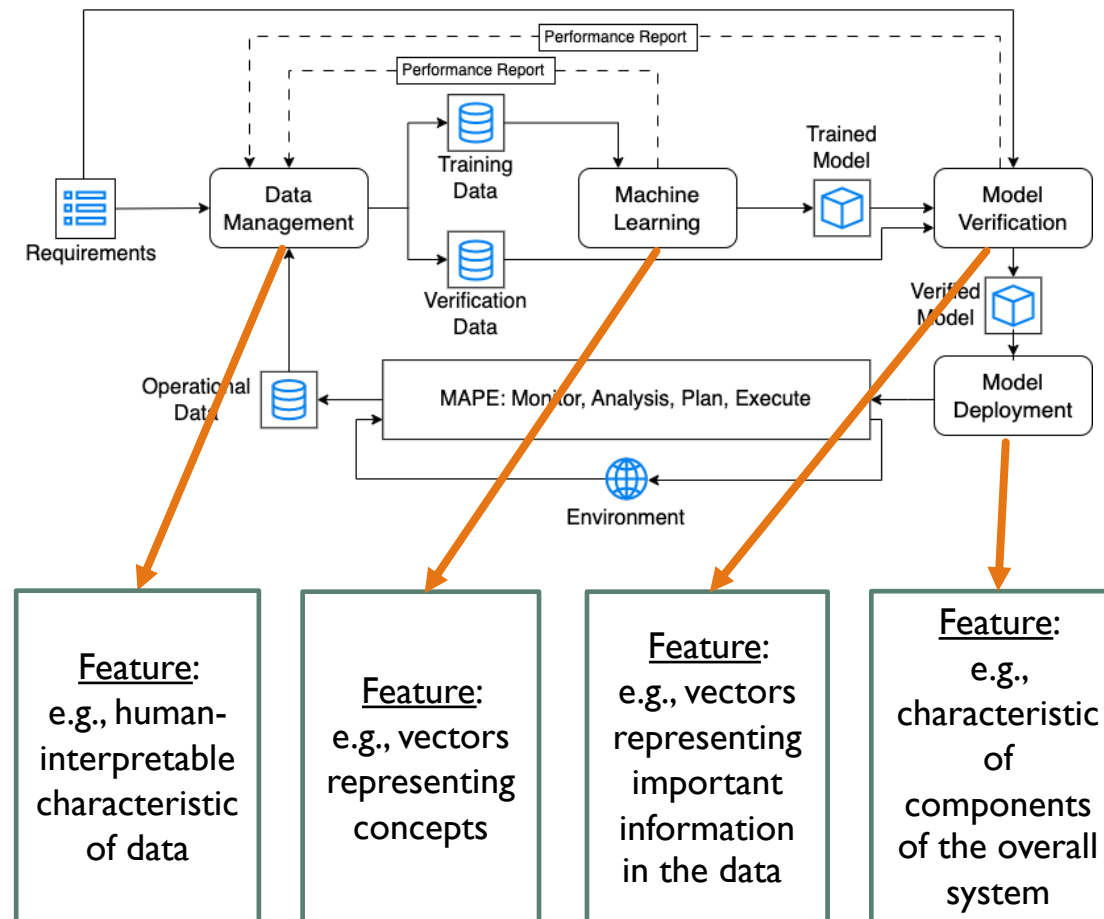 Performance Report
Performance Report
Training
Data
Trained
Model
Data
Management
Machine
Learning
Model
Verification
Requirements
Verification
Data
Verified
Model
Operational
Data
MAPE: Monitor, Analysis, Plan, Execute
Model
Deployment
Environment
Feature:
e.g., human-
interpretable
characteristic
of data
Feature:
e.g., vectors
representing
concepts
Feature:
e.g., vectors
representing
important
information
in the data
Feature:
e.g.,
characteristic
of
components
of the overall
system